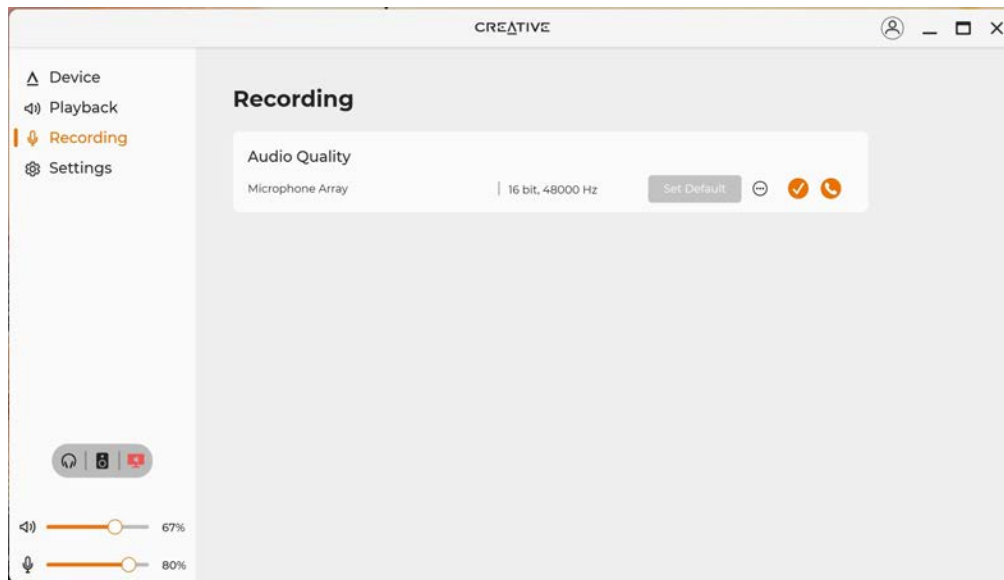 CREATIVE
Device
Playback
Recording
Settings
67%
80%
Recording
Audio Quality
Microphone Array
16 bit, 48000 Hz
Set Default